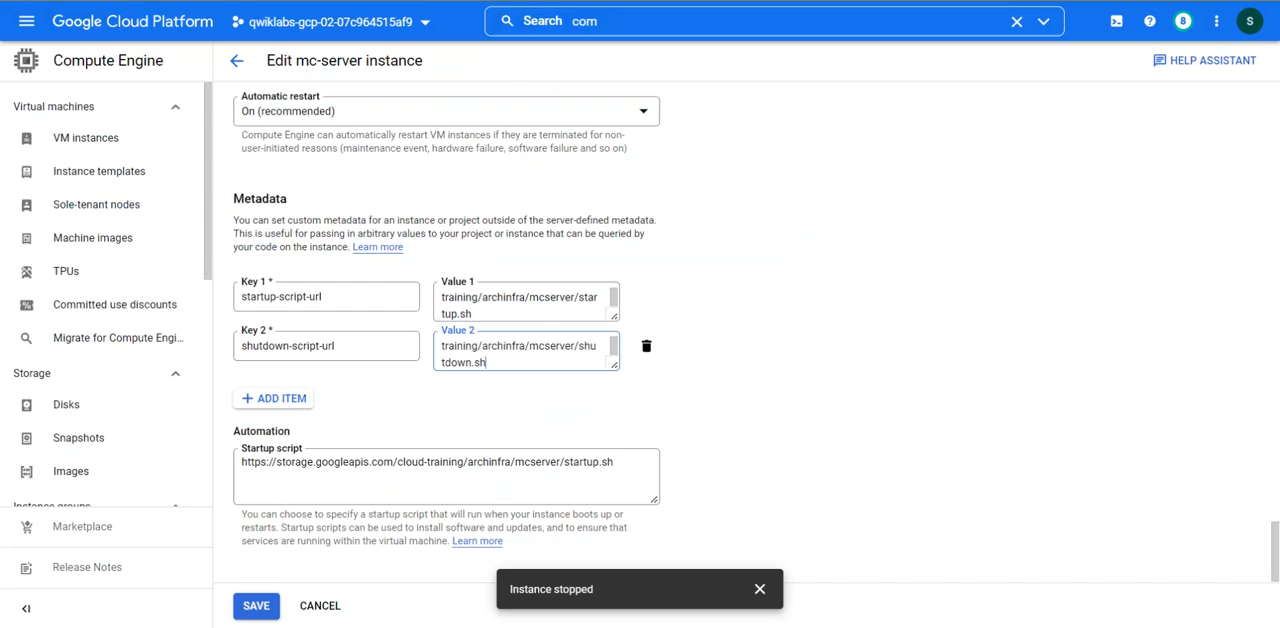 Google Cloud Platform
qwiklabs-gcp-02-07c964515af9
Search com
8
S
Compute Engine
Edit mc-server instance
HELP ASSISTANT
Virtual machines
VM instances
Instance templates
Sole-tenant nodes
Machine images
TPUs
Committed use discounts
Migrate for Compute Engi...
Storage
Disks
Snapshots
Images
Instance groups
Marketplace
Release Notes
Automatic restart
On (recommended)
Compute Engine can automatically restart VM instances if they are terminated for non-
user-initiated reasons (maintenance event, hardware failure, software failure and so on)
Metadata
You can set custom metadata for an instance or project outside of the server-defined metadata.
This is useful for passing in arbitrary values to your project or instance that can be queried by
your code on the instance. Learn more
Key 1 *
startup-script-url
Value 1
training/archinfra/mcserver/star
tup.sh
Key 2 *
shutdown-script-url
Value 2
training/archinfra/mcserver/shu
tdown.sh
ADD ITEM
Automation
Startup script
https://storage.googleapis.com/cloud-training/archinfra/mcserver/startup.sh
You can choose to specify a startup script that will run when your instance boots up or
restarts. Startup scripts can be used to install software and updates, and to ensure that
services are running within the virtual machine. Learn more
Instance stopped
SAVE
CANCEL